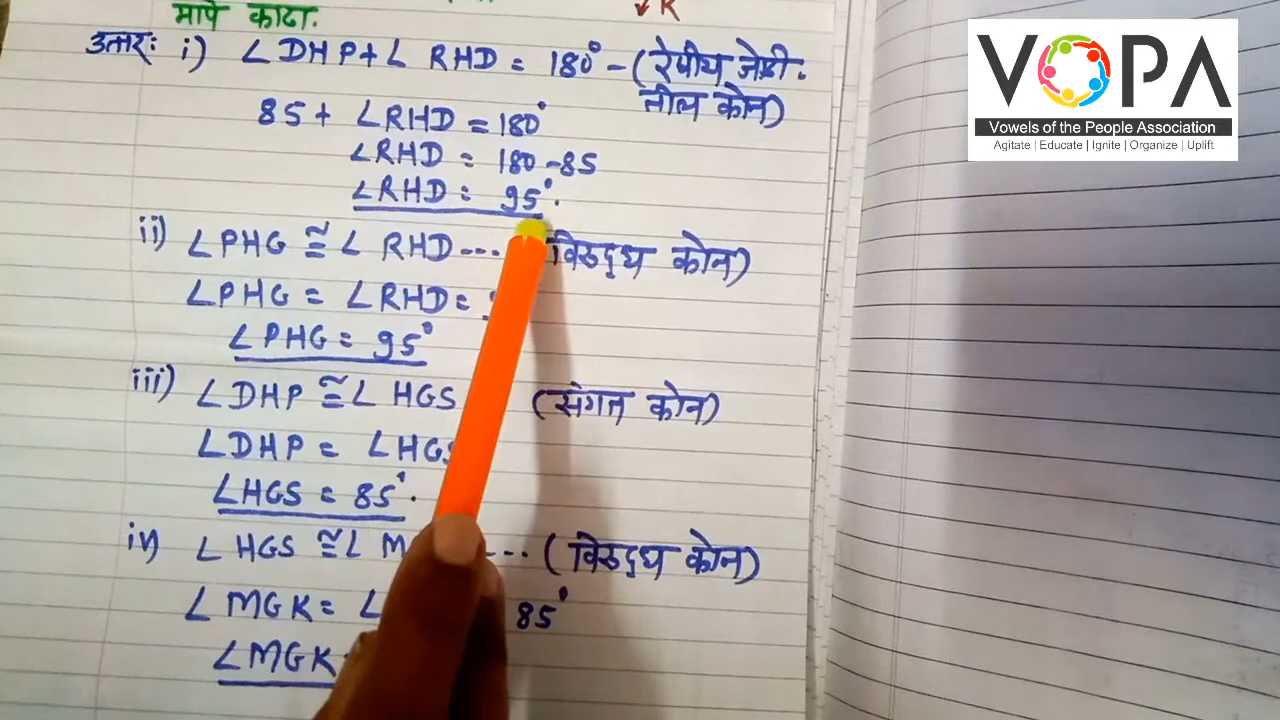 मापे काढा.
K
उत्तर: i) ∠DHP + ∠RHD = 180° - (रेषीय जोडी.
तील कोन)
85 + ∠RHD = 180°
∠RHD = 180 - 85
∠RHD = 95°.
ii) ∠PHG ≅ ∠RHD ... विरुद्ध कोन)
∠PHG = ∠RHD =
∠PHG = 95°
iii) ∠DHP ≅ ∠HGS (संगत कोन)
∠DHP = ∠HGS
∠HGS = 85°.
iv) ∠HGS ≅ ∠M ... (विरुद्ध कोन)
∠MGK = ∠ 85°
∠MGK
VOPA
Vowels of the People Association
Agitate | Educate | Ignite | Organize | Uplift